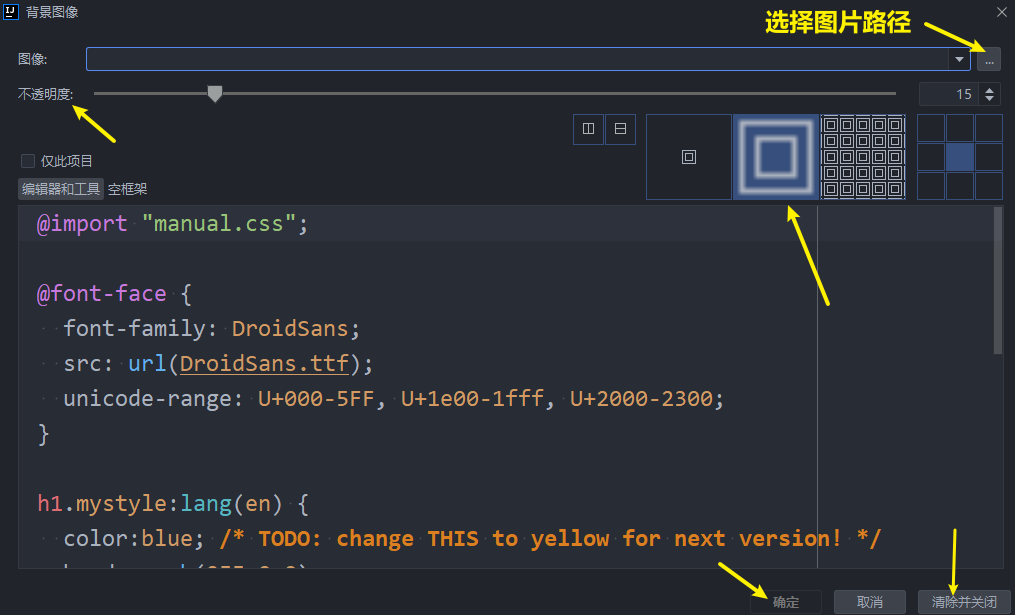 背景图像
选择图片路径
图像:
...
不透明度:
15
仅此项目
编辑器和工具 空框架
@import "manual.css";
@font-face {
font-family: DroidSans;
src: url(DroidSans.ttf);
unicode-range: U+000-5FF, U+1e00-1fff, U+2000-2300;
}
h1.mystyle:lang(en) {
color:blue; /* TODO: change THIS to yellow for next version! */
确定
取消
清除并关闭